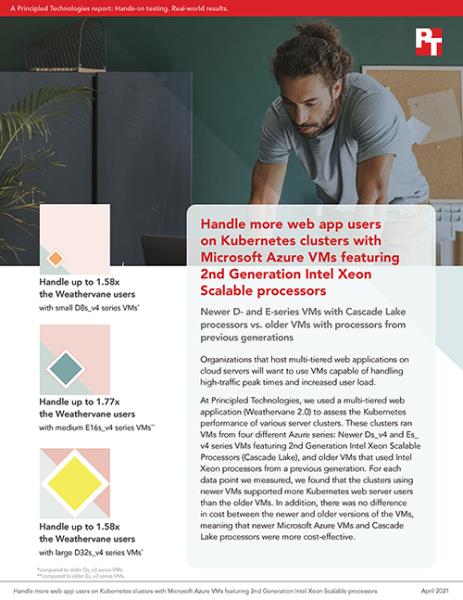 A Principled Technologies report: Hands-on testing. Real-world results.
PT
Handle more web app users
on Kubernetes clusters with
Microsoft Azure VMs featuring
2nd Generation Intel Xeon
Scalable processors
Newer D- and E-series VMs with Cascade Lake
processors vs. older VMs with processors from
previous generations
Organizations that host multi-tiered web applications on
cloud servers will want to use VMs capable of handling
high-traffic peak times and increased user load.
At Principled Technologies, we used a multi-tiered web
application (Weathervane 2.0) to assess the Kubernetes
performance of various server clusters. These clusters ran
VMs from four different Azure series: Newer Ds_v4 and Es_
v4 series VMs featuring 2nd Generation Intel Xeon Scalable
Processors (Cascade Lake), and older VMs that used Intel
Xeon processors from a previous generation. For each
data point we measured, we found that the clusters using
newer VMs supported more Kubernetes web server users
than the older VMs. In addition, there was no difference
in cost between the newer and older versions of the VMs,
meaning that newer Microsoft Azure VMs and Cascade
Lake processors were more cost-effective.
Handle up to 1.58x
the Weathervane users
with small D8s_v4 series VMs*
Handle up to 1.77x
the Weathervane users
with medium E16s_v4 series VMs**
Handle up to 1.58x
the Weathervane users
with large D32s_v4 series VMs*
*compared to older Ds_v3 series VMs
**compared to older Es_v3 series VMs
Handle more web app users on Kubernetes clusters with Microsoft Azure VMs featuring 2nd Generation Intel Xeon Scalable processors
April 2021